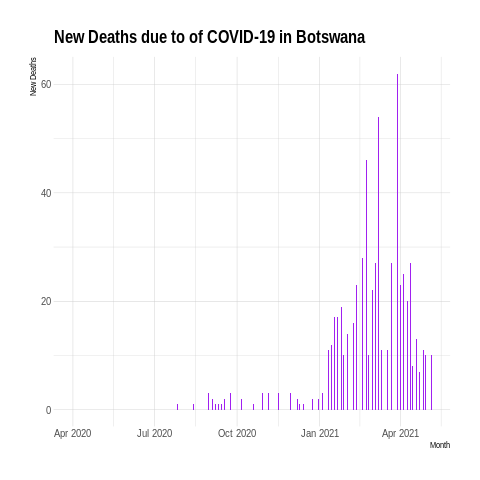 New Deaths due to of COVID-19 in Botswana
New Deaths
60
40
20
0
Apr 2020 Jul 2020 Oct 2020 Jan 2021 Apr 2021
Month